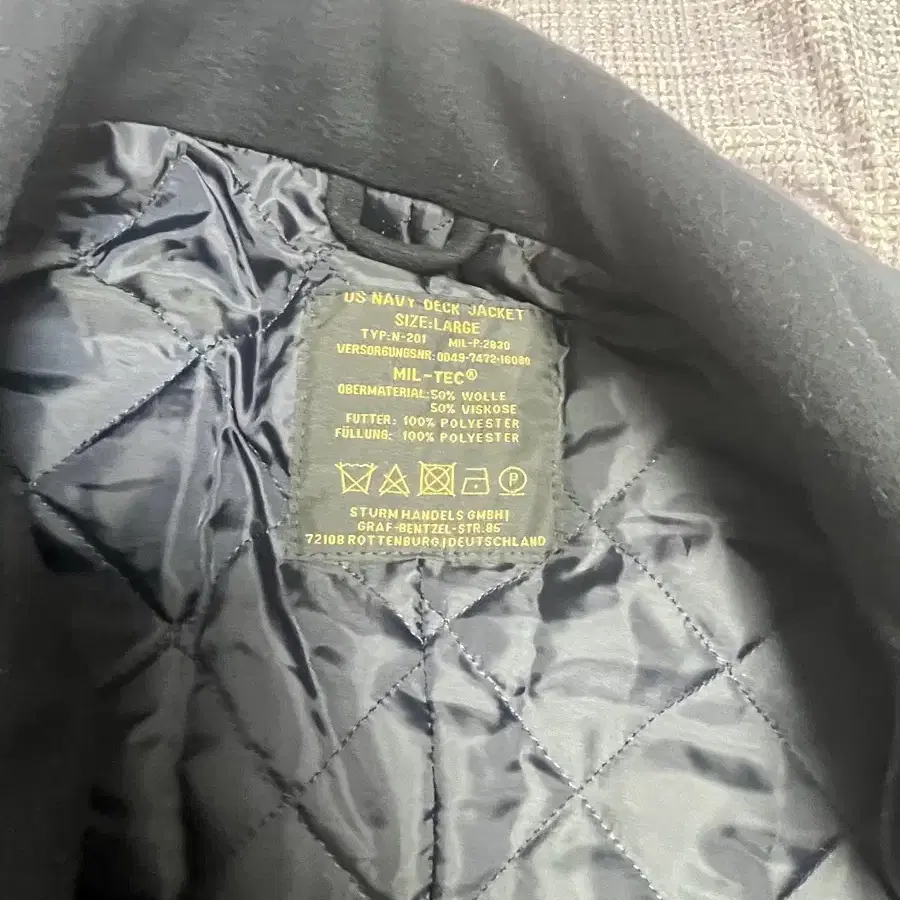 US NAVY DECK JACKET
SIZE:LARGE
TYP:N-201 MIL-P:2830
VERSORGUNGSNR:0049-7472-16080
MIL-TEC®
OBERMATERIAL:50% WOLLE
50% VISKOSE
FUTTER: 100% POLYESTER
FÜLLUNG: 100% POLYESTER
P
STURM HANDELS GMBH|
GRAF-BENTZEL-STR.85
72108 ROTTENBURG|DEUTSCHLAND